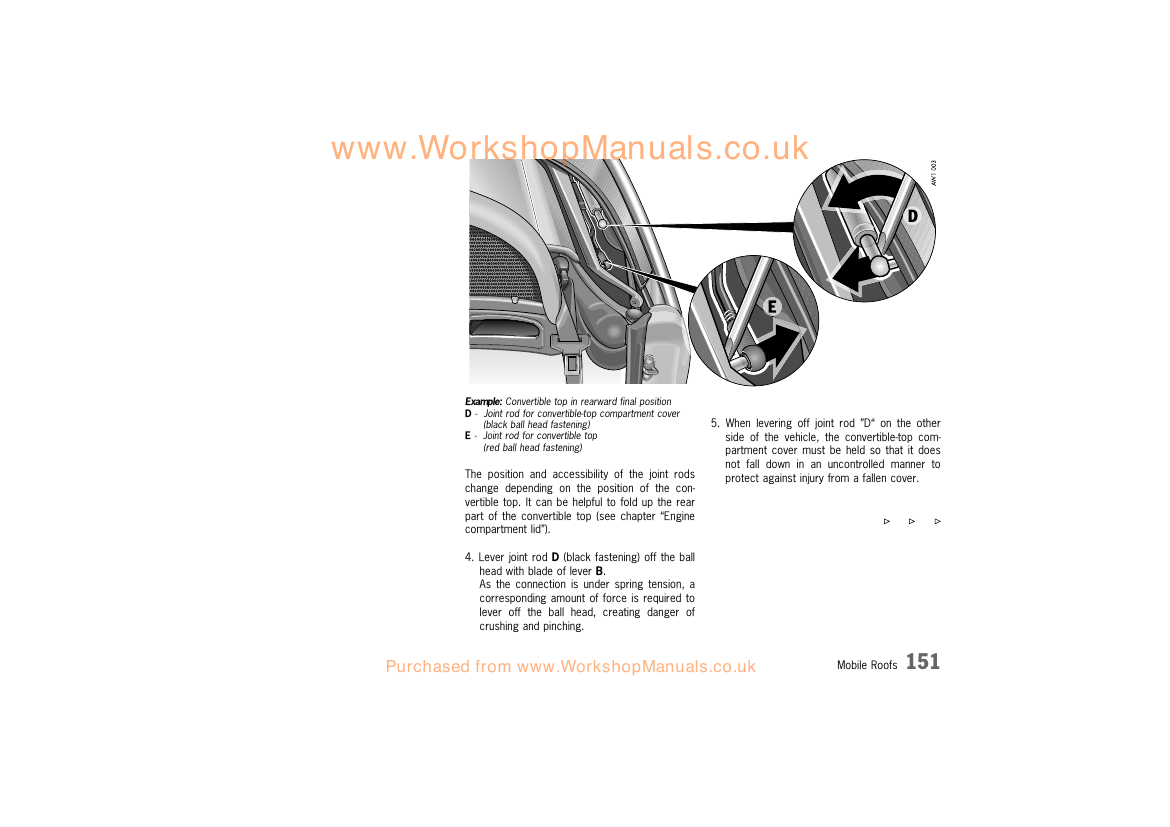 www.WorkshopManuals.co.uk
AW1 003
D
E
Example: Convertible top in rearward final position
D - Joint rod for convertible-top compartment cover
(black ball head fastening)
E - Joint rod for convertible top
(red ball head fastening)
The position and accessibility of the joint rods
change depending on the position of the con-
vertible top. It can be helpful to fold up the rear
part of the convertible top (see chapter “Engine
compartment lid”).
4. Lever joint rod D (black fastening) off the ball
head with blade of lever B.
As the connection is under spring tension, a
corresponding amount of force is required to
lever off the ball head, creating danger of
crushing and pinching.
5. When levering off joint rod ”D“ on the other
side of the vehicle, the convertible-top com-
partment cover must be held so that it does
not fall down in an uncontrolled manner to
protect against injury from a fallen cover.
Purchased from www.WorkshopManuals.co.uk
Mobile Roofs 151